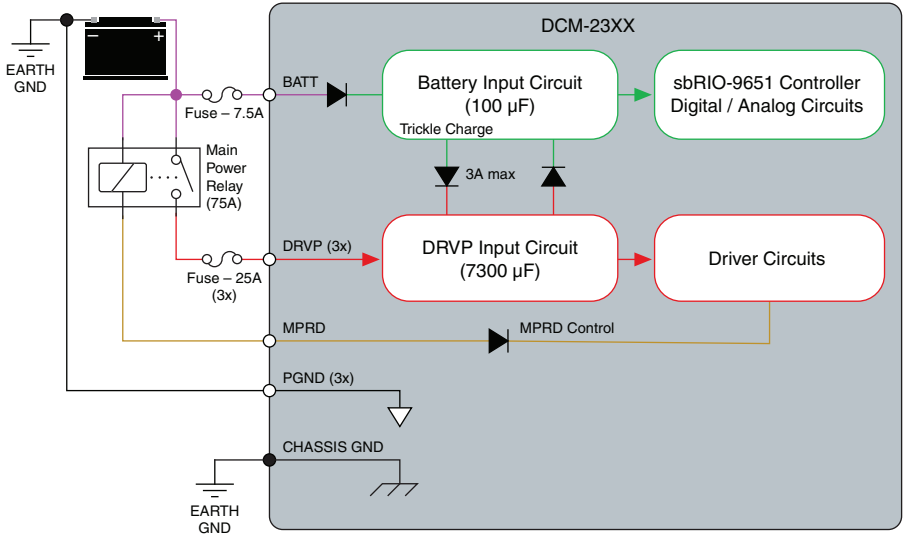 DCM-23XX
− +
EARTH
GND
BATT
Fuse – 7.5A
Battery Input Circuit
(100 µF)
Trickle Charge
sbRIO-9651 Controller
Digital / Analog Circuits
Main
Power
Relay
(75A)
3A max
DRVP (3x)
Fuse – 25A
(3x)
DRVP Input Circuit
(7300 µF)
Driver Circuits
MPRD
MPRD Control
PGND (3x)
CHASSIS GND
EARTH
GND